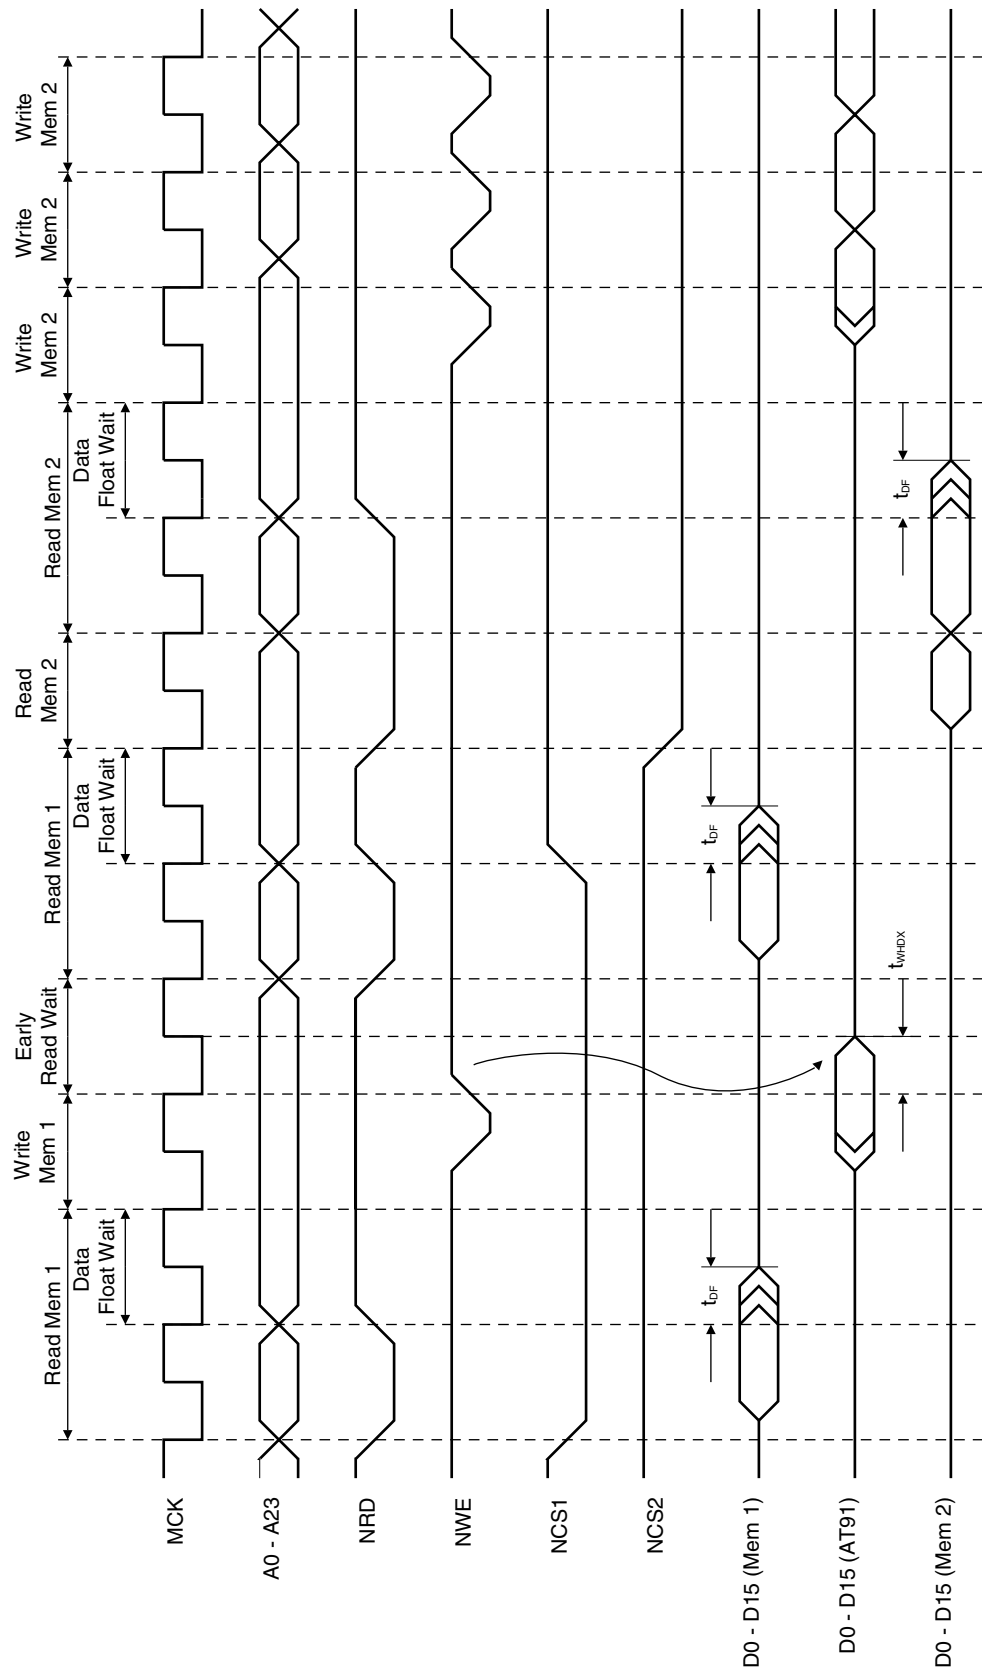 Read Mem 1
Data
Float Wait
Write
Mem 1
Early
Read Wait
Read Mem 1
Data
Float Wait
Read
Mem 2
Read Mem 2
Data
Float Wait
Write
Mem 2
Write
Mem 2
Write
Mem 2
MCK
A0 - A23
NRD
NWE
NCS1
NCS2
D0 - D15 (Mem 1)
tDF
tDF
D0 - D15 (AT91)
tWHDX
D0 - D15 (Mem 2)
tDF